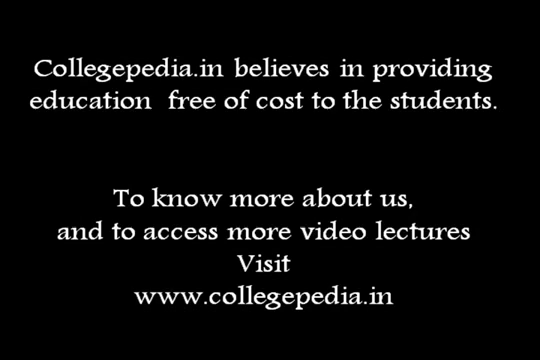 Collegepedia.in believes in providing
education free of cost to the students.
To know more about us,
and to access more video lectures
Visit
www.collegepedia.in